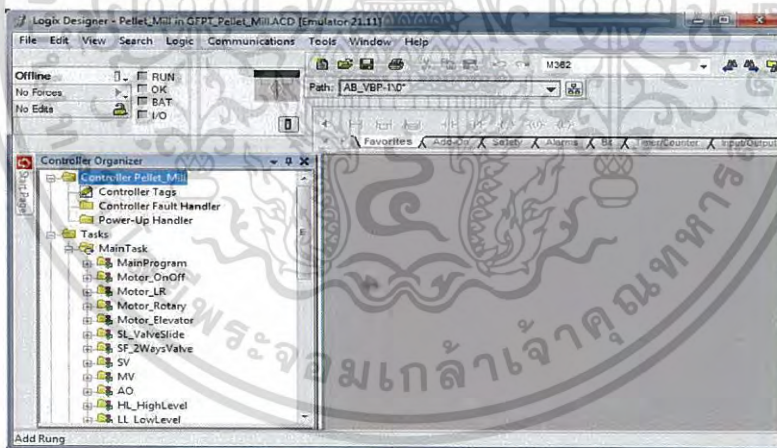 Logix Designer - Pellet_Mill in GFPT_Pellet_Mill.ACD [Emulator 21.11]
File Edit View Search Logic Communications Tools Window Help
M362
Offline
RUN
No Forces
OK
No Edits
BAT
I/O
Path: AB_VBP-1\0*
Favorites Add-On Safety Alarms Bit Timer/Counter Input/Output
Start Page
Controller Organizer
Controller Pellet_Mill
Controller Tags
Controller Fault Handler
Power-Up Handler
Tasks
MainTask
MainProgram
Motor_OnOff
Motor_LR
Motor_Rotary
Motor_Elevator
SL_ValveSlide
SF_2WaysValve
SV
MV
AO
HL_HighLevel
LL_LowLevel
Add Rung